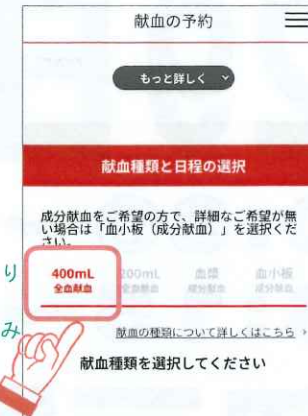 献血の予約
もっと詳しく
献血種類と日程の選択
成分献血をご希望の方で、詳細なご希望が無
い場合は「血小板（成分献血）」を選択くだ
さい。
400mL 200mL 血漿 血小板
全血献血 全血献血 成分献血 成分献血
り
み
献血の種類について詳しくはこちら
献血種類を選択してください